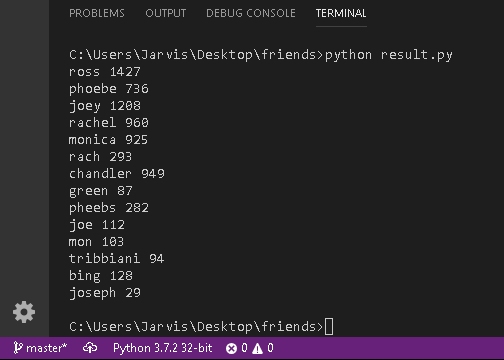 PROBLEMS OUTPUT DEBUG CONSOLE TERMINAL
C:\Users\Jarvis\Desktop\friends>python result.py
ross 1427
phoebe 736
joey 1208
rachel 960
monica 925
rach 293
chandler 949
green 87
pheebs 282
joe 112
mon 103
tribbiani 94
bing 128
joseph 29
C:\Users\Jarvis\Desktop\friends>
master* Python 3.7.2 32-bit 0 0